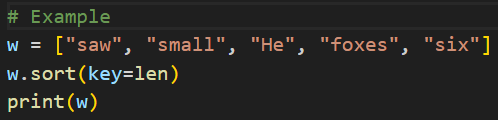 # Example
w = ["saw", "small", "He", "foxes", "six"]
w.sort(key=len)
print(w)